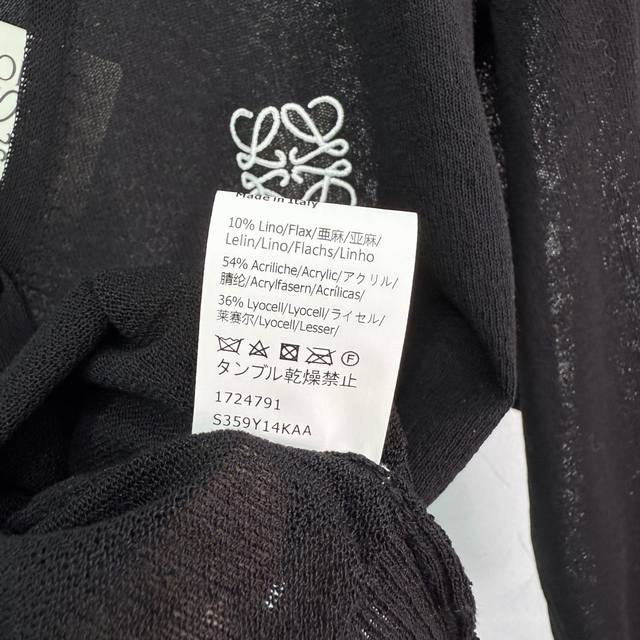 Made in Italy
10% Lino/Flax/亜麻/亚麻/
Lelin/Lino/Flachs/Linho
54% Acriliche/Acrylic/アクリル/
腈纶/Acrylfasern/Acrílicas/
36% Lyocell/Lyocell/ライセル/
莱赛尔/Lyocell/Lesser/
F
タンブル乾燥禁止
1724791
S359Y14KAA